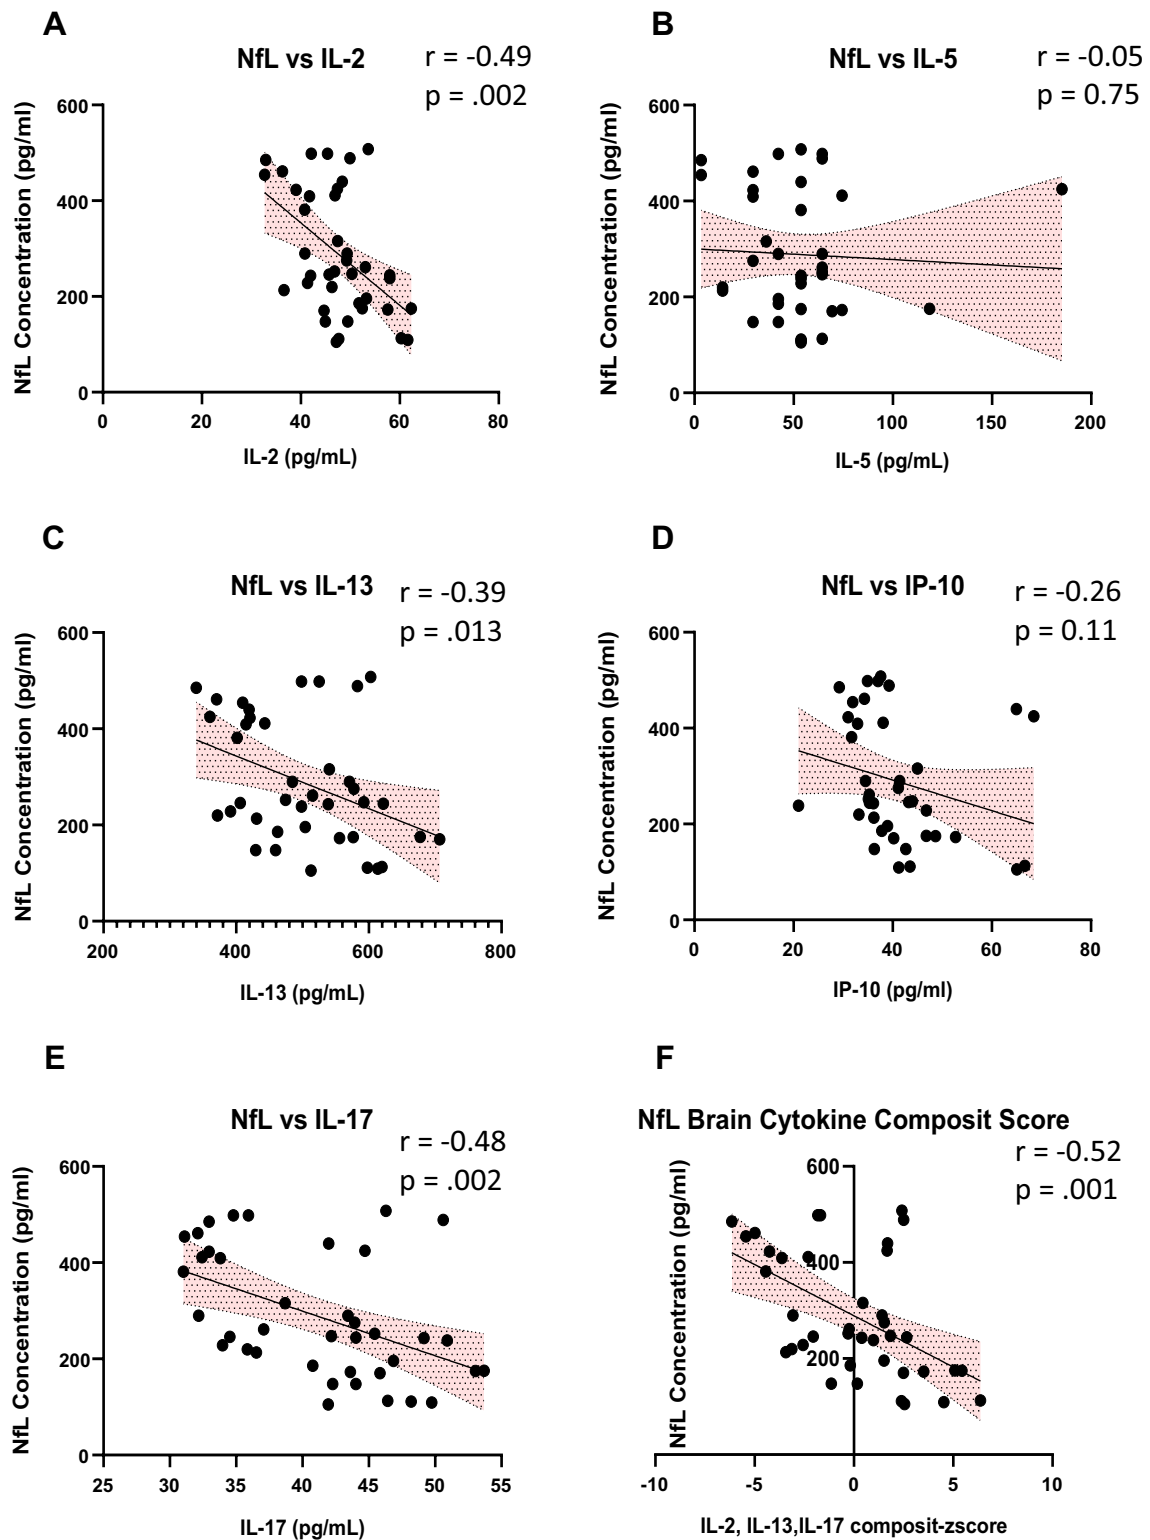 A
NfL vs IL-2
r = -0.49
p = .002
NfL Concentration (pg/ml)
600
400
200
0
0 20 40 60 80
IL-2 (pg/mL)
B
NfL vs IL-5
r = -0.05
p = 0.75
NfL Concentration (pg/ml)
600
400
200
0
0 50 100 150 200
IL-5 (pg/mL)
C
NfL vs IL-13
r = -0.39
p = .013
NfL Concentration (pg/ml)
600
400
200
0
200 400 600 800
IL-13 (pg/mL)
D
NfL vs IP-10
r = -0.26
p = 0.11
NfL Concentration (pg/ml)
600
400
200
0
0 20 40 60 80
IP-10 (pg/ml)
E
NfL vs IL-17
r = -0.48
p = .002
NfL Concentration (pg/ml)
600
400
200
0
25 30 35 40 45 50 55
IL-17 (pg/mL)
F
NfL Brain Cytokine Composit Score
r = -0.52
p = .001
NfL Concentration (pg/ml)
600
400
200
-10 -5 0 5 10
IL-2, IL-13,IL-17 composit-zscore